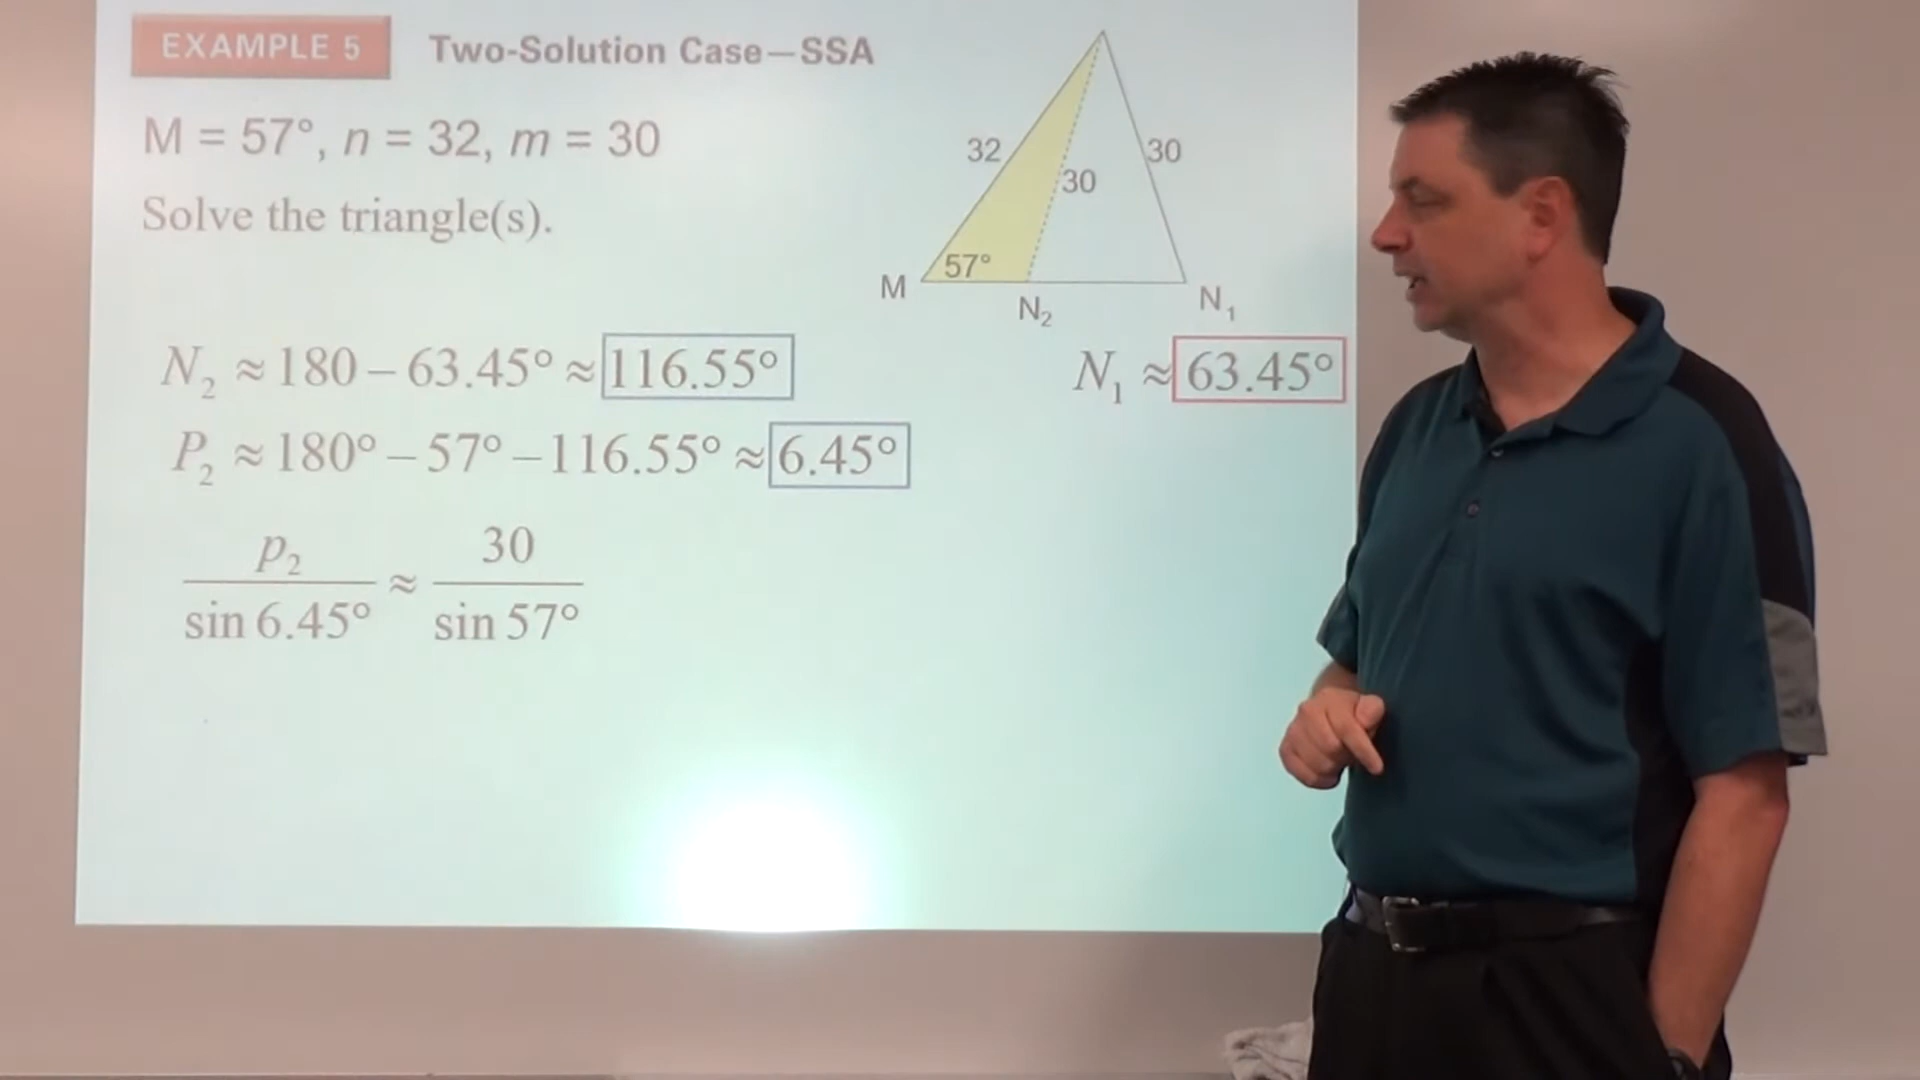 EXAMPLE 5 Two-Solution Case—SSA
M = 57°, n = 32, m = 30
Solve the triangle(s).
32
30
30
57°
M
N₂
N₁
N₂ ≈ 180 – 63.45° ≈ 116.55°
N₁ ≈ 63.45°
P₂ ≈ 180° – 57° – 116.55° ≈ 6.45°
p₂ / sin 6.45° ≈ 30 / sin 57°